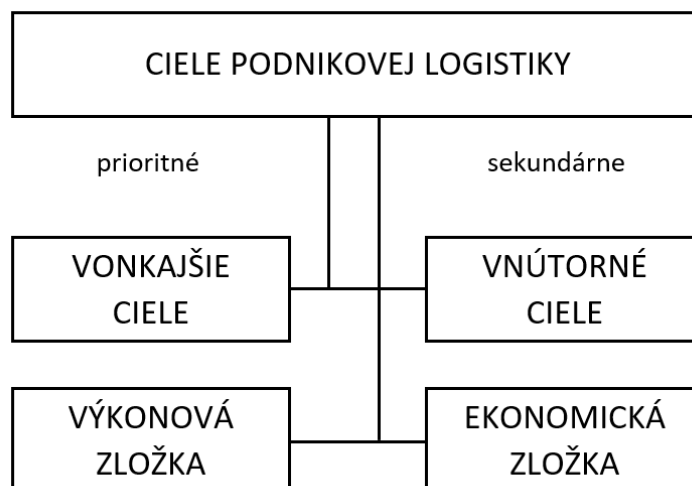 CIELE PODNIKOVEJ LOGISTIKY
prioritné
sekundárne
VONKAJŠIE
CIELE
VNÚTORNÉ
CIELE
VÝKONOVÁ
ZLOŽKA
EKONOMICKÁ
ZLOŽKA